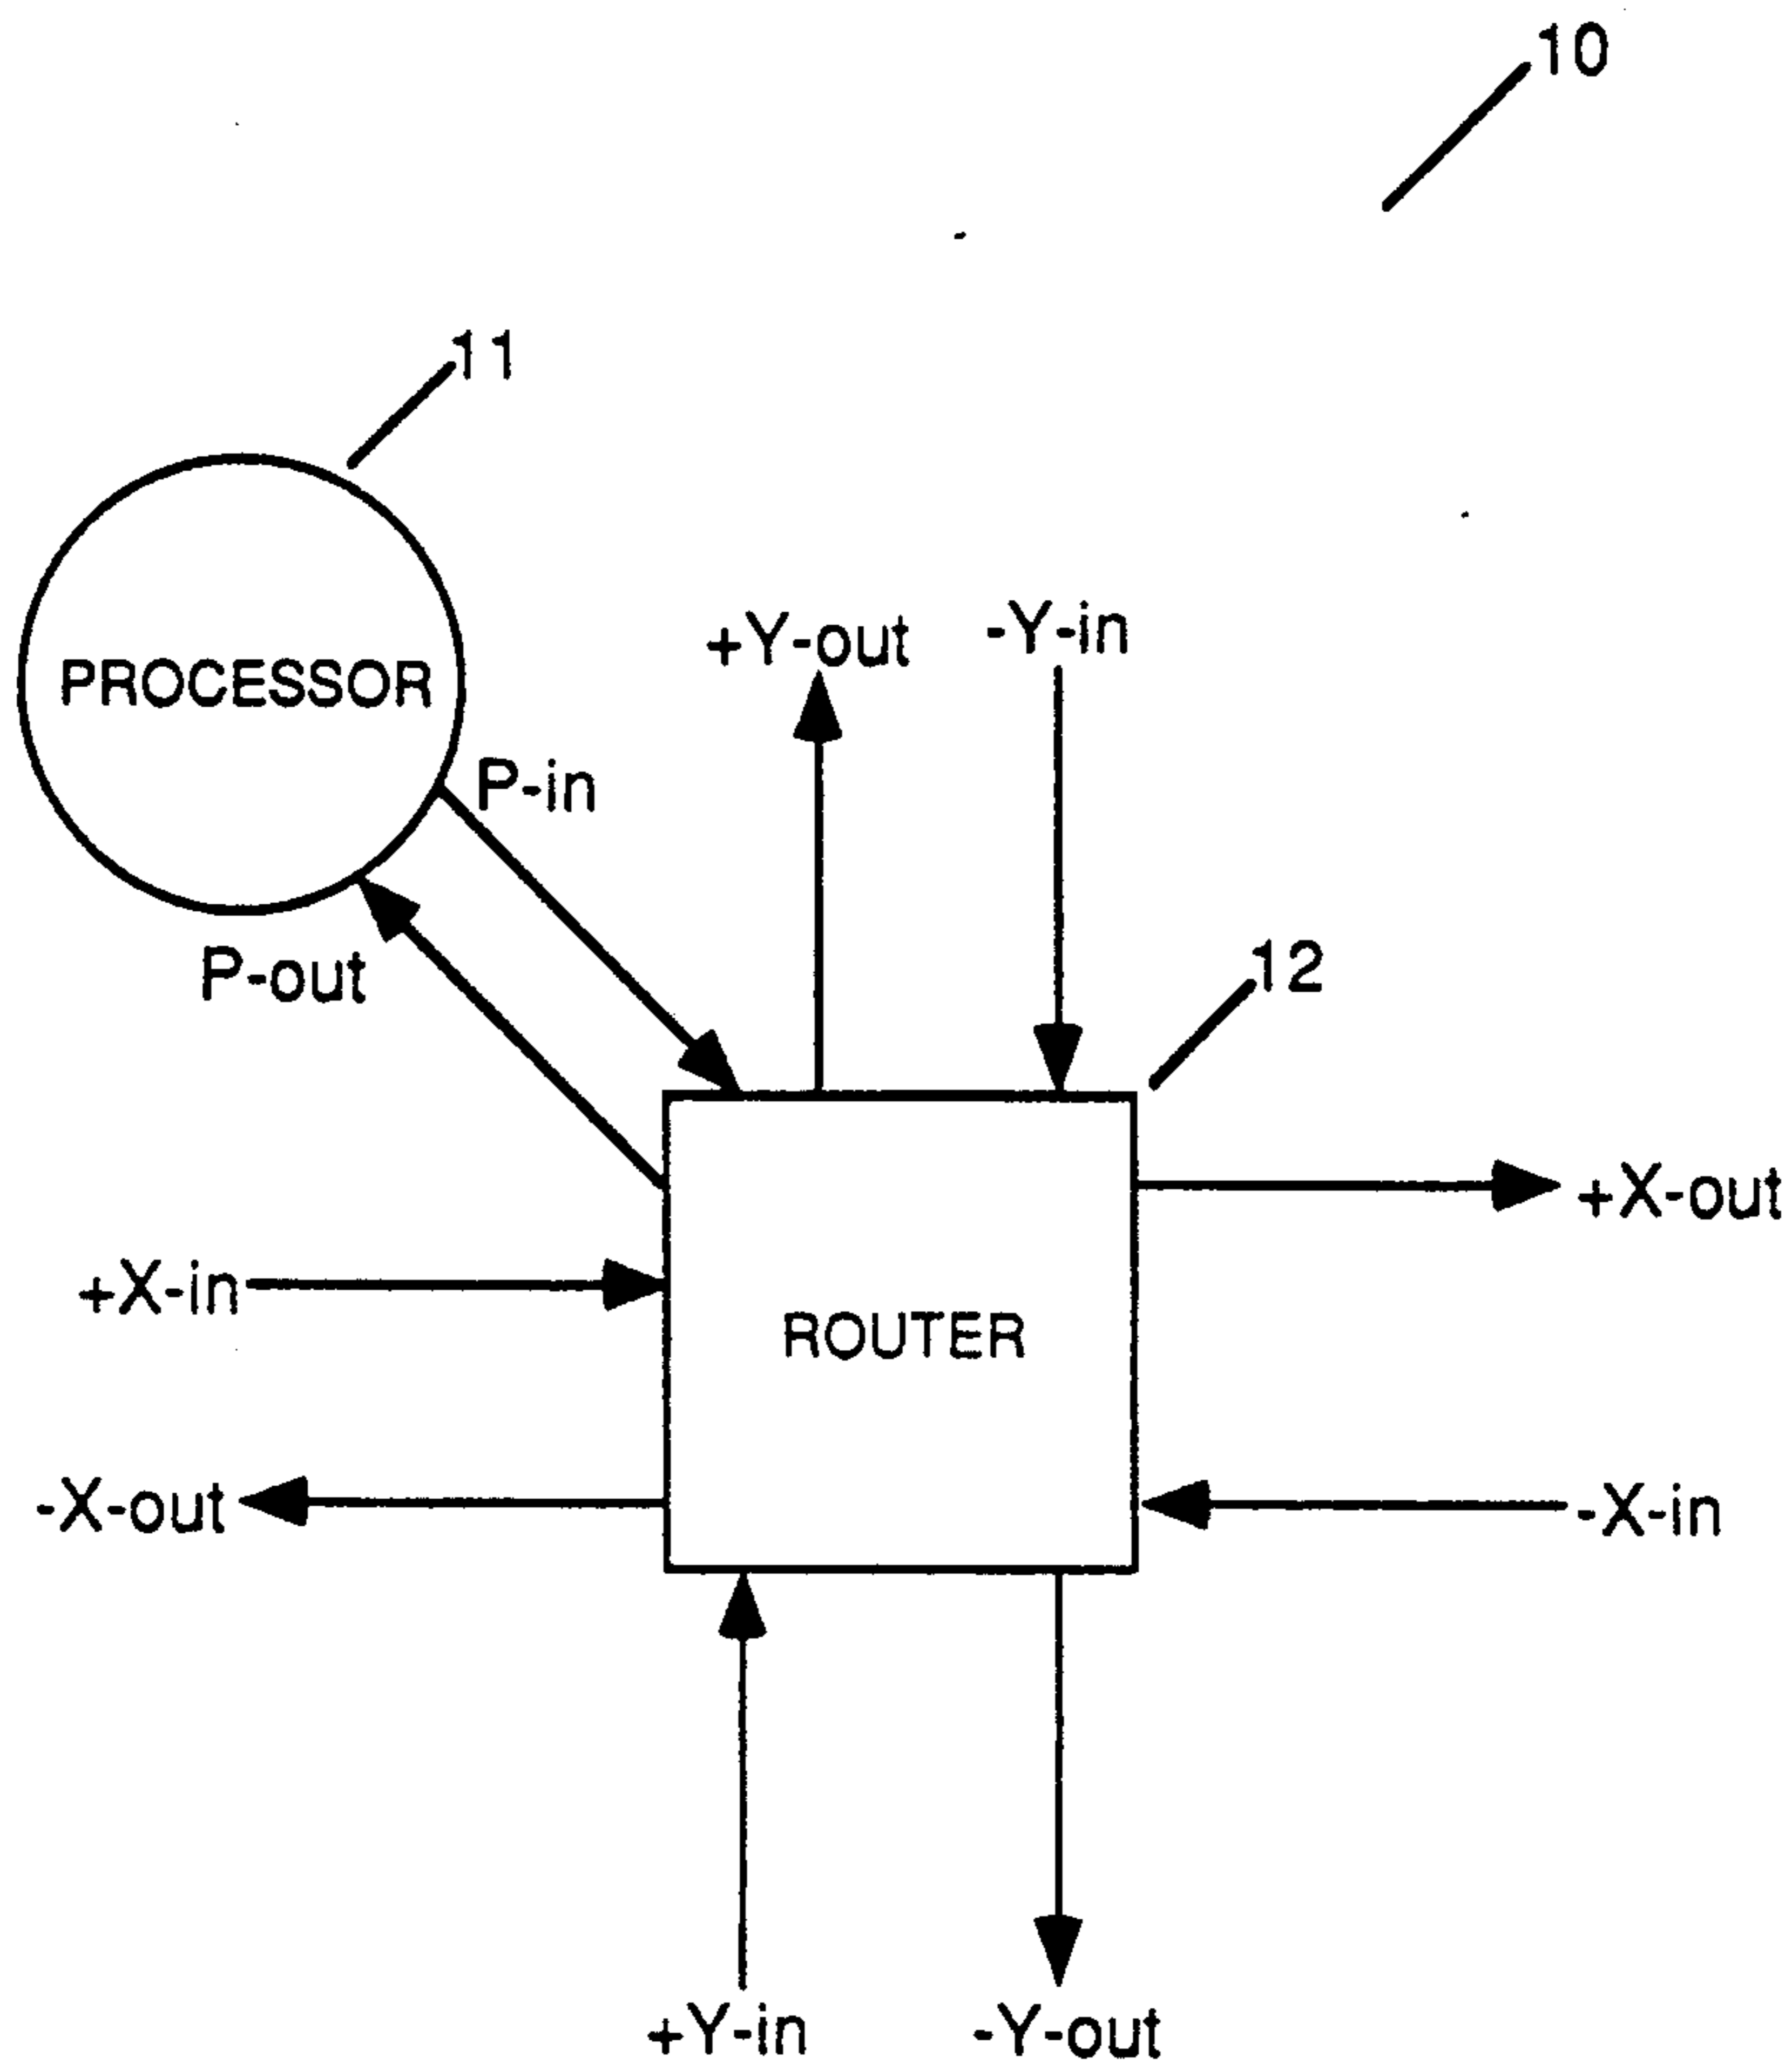 10
11
+Y-out
-Y-in
PROCESSOR
P-in
P-out
12
+X-out
+X-in
ROUTER
-X-out
-X-in
+Y-in
-Y-out